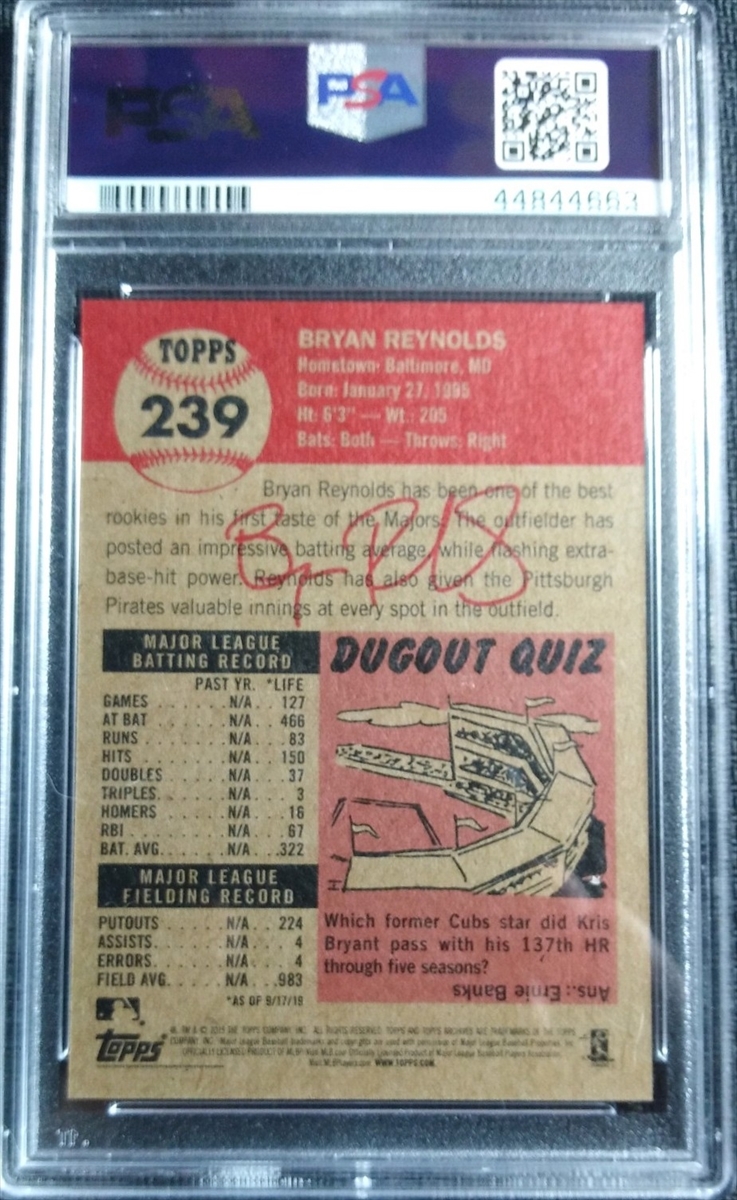 PSA
PSA
44844663
TOPPS
239
BRYAN REYNOLDS
Hometown: Baltimore, MD
Born: January 27, 1995
Ht: 6'3" — Wt.: 205
Bats: Both — Throws: Right
Bryan Reynolds has been one of the best
rookies in his first taste of the Majors. The outfielder has
posted an impressive batting average, while flashing extra-
base-hit power. Reynolds has also given the Pittsburgh
Pirates valuable innings at every spot in the outfield.
MAJOR LEAGUE
BATTING RECORD
PAST YR. *LIFE
GAMES . . . . . . . N/A . . 127
AT BAT . . . . . . . N/A . . 466
RUNS . . . . . . . N/A . . . 83
HITS . . . . . . . N/A . . 150
DOUBLES . . . . . . . N/A . . . 37
TRIPLES. . . . . . . N/A . . . . 3
HOMERS . . . . . . . N/A . . . 16
RBI . . . . . . . N/A . . . 67
BAT. AVG. . . . . . . N/A . . .322
MAJOR LEAGUE
FIELDING RECORD
PUTOUTS . . . . . . N/A . . . 224
ASSISTS. . . . . . . N/A . . . . 4
ERRORS. . . . . . . N/A . . . . 4
FIELD AVG. . . . . . N/A . . .983
*AS OF 9/17/19
DUGOUT QUIZ
Which former Cubs star did Kris
Bryant pass with his 137th HR
through five seasons?
Ans.: Ernie Banks
Topps
WWW.TOPPS.COM